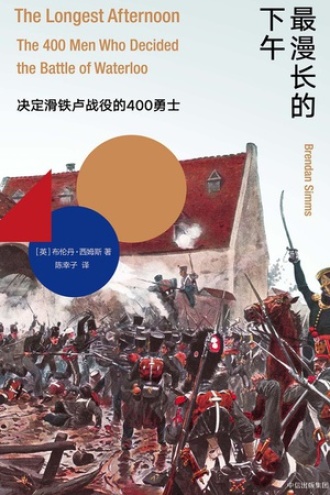 The Longest Afternoon
The 400 Men Who Decided
the Battle of Waterloo
决定滑铁卢战役的400勇士
最漫长的
下午
Brendan Simms
[英]布伦丹·西姆斯 著
陈幸子 译
中信出版集团